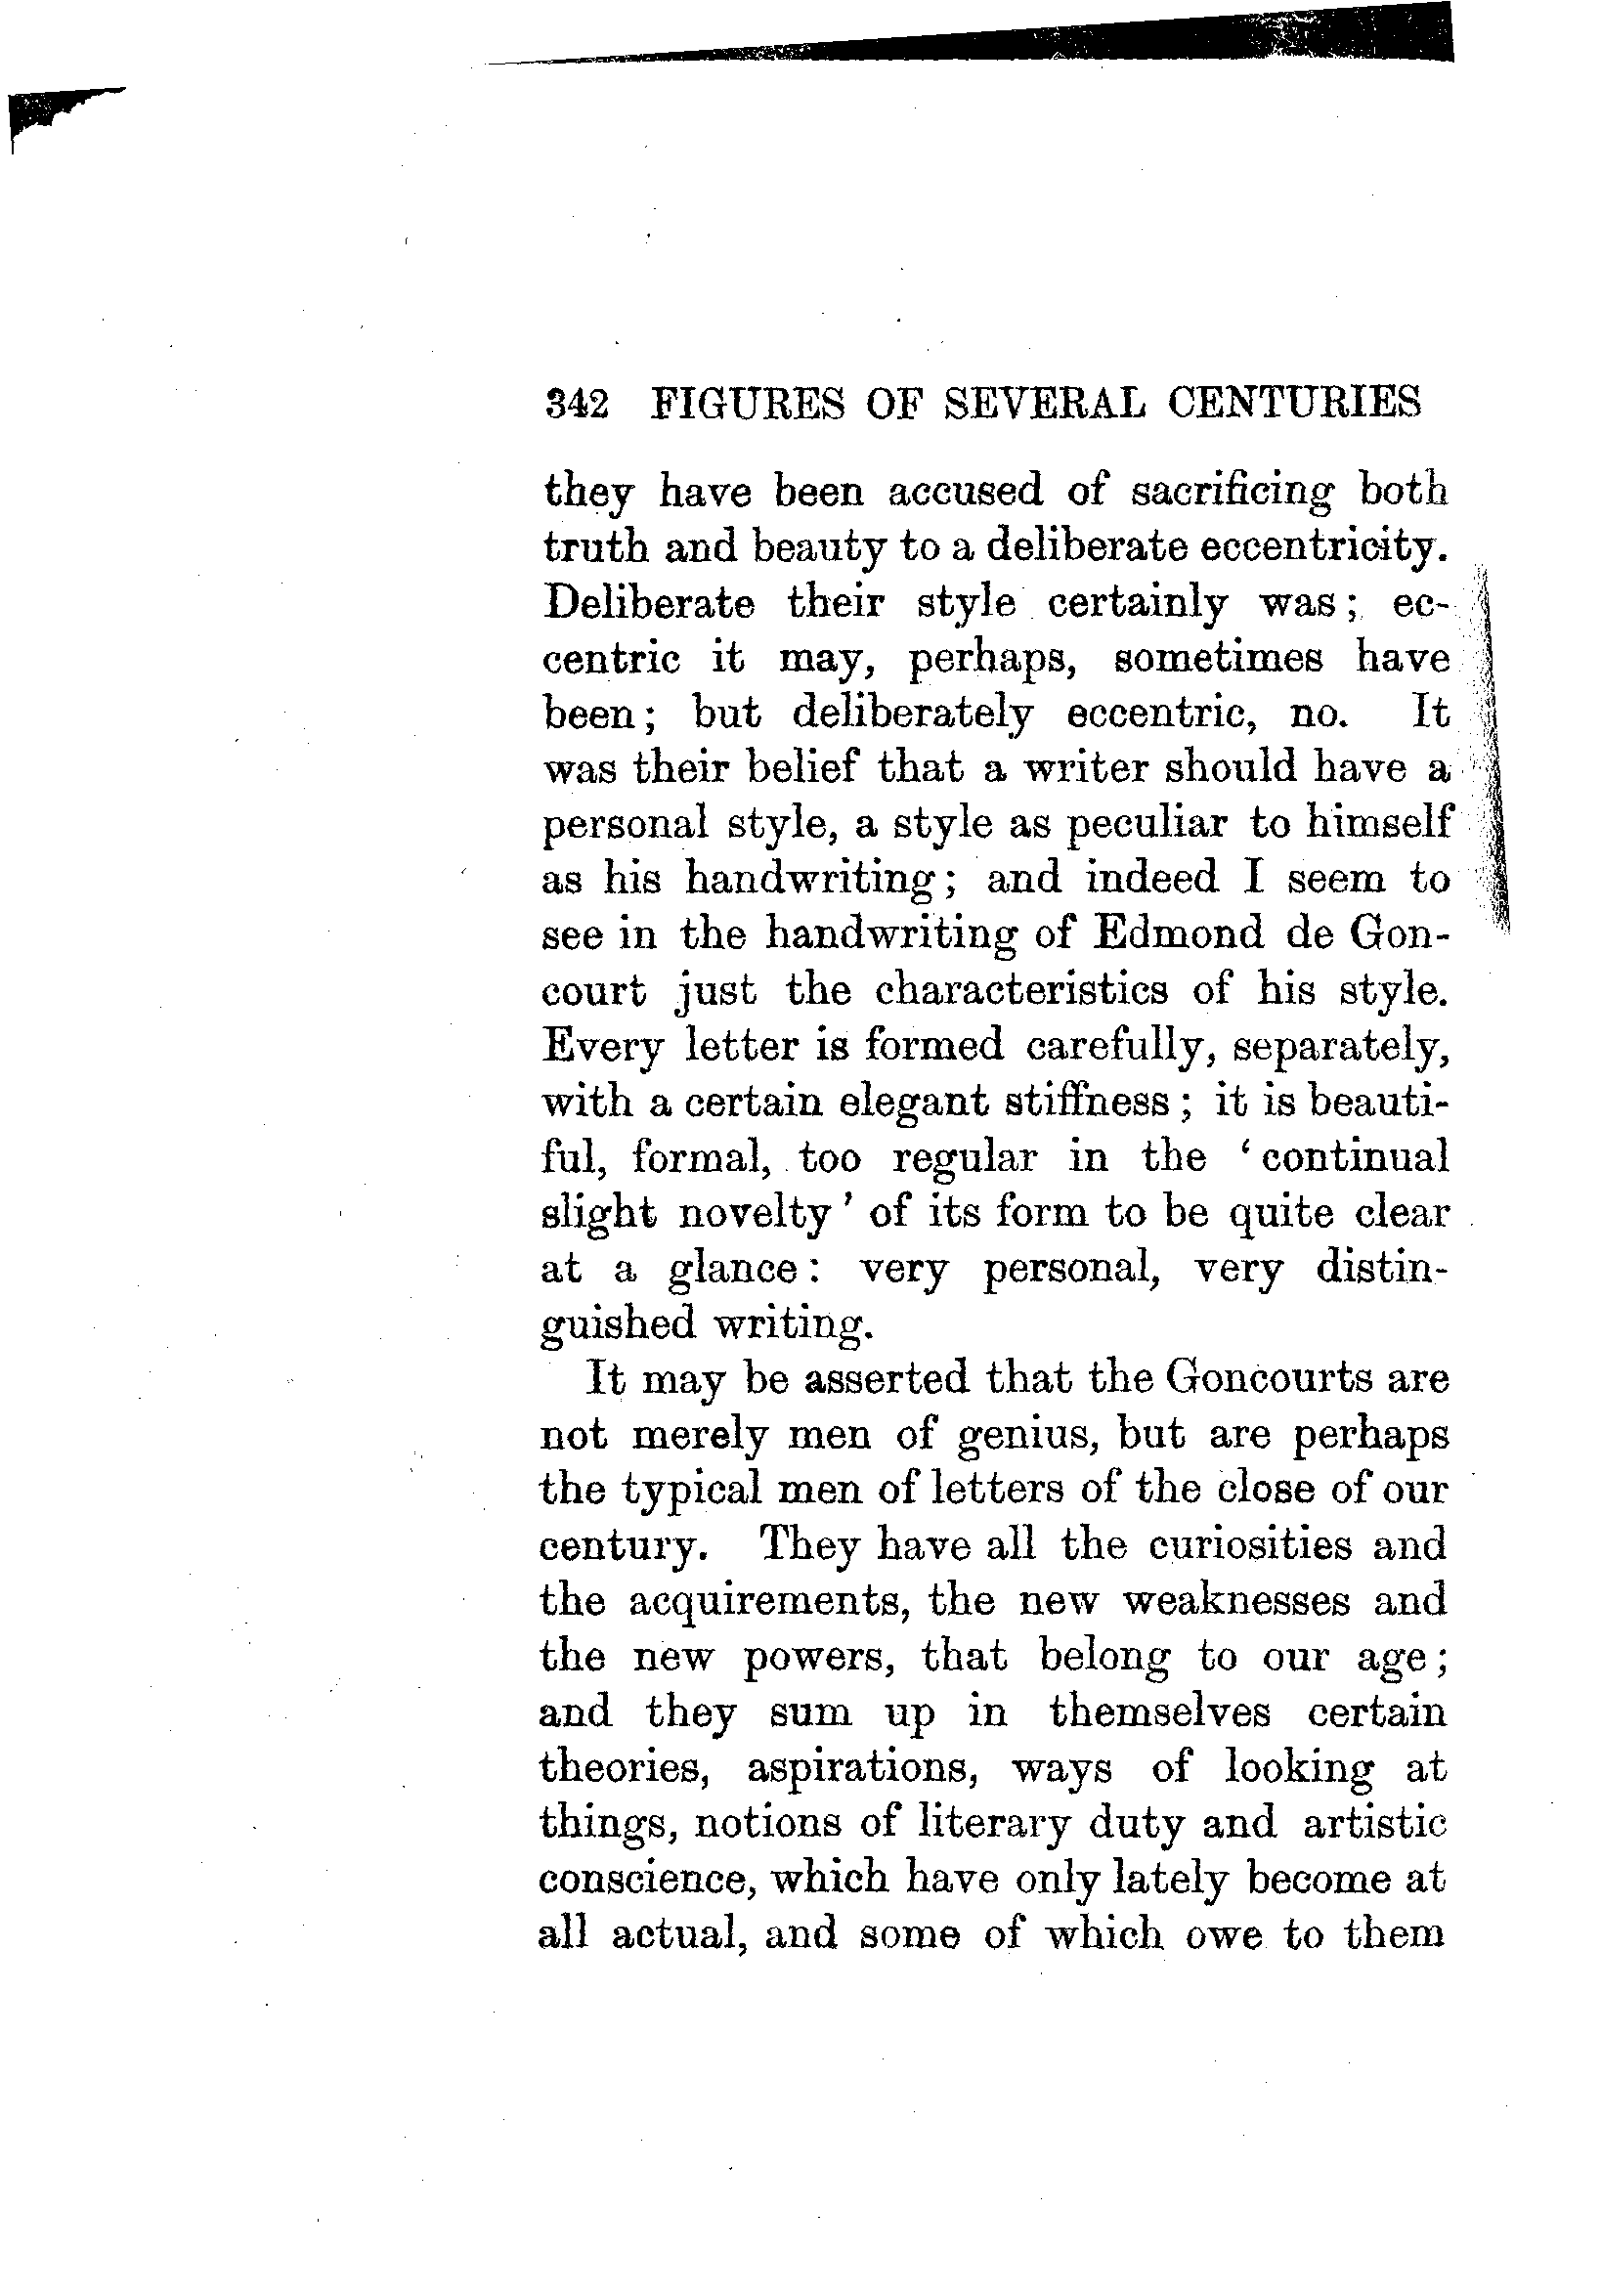 342 FIGURES OF SEVERAL CENTURIES
they have been accused of sacrificing both
truth and beauty to a deliberate eccentricity.
Deliberate their style certainly was; ec-
centric it may, perhaps, sometimes have
been; but deliberately eccentric, no. It
was their belief that a writer should have a
personal style, a style as peculiar to himself
as his handwriting; and indeed I seem to
see in the handwriting of Edmond de Gon-
court just the characteristics of his style.
Every letter is formed carefully, separately,
with a certain elegant stiffness; it is beauti-
ful, formal, too regular in the ‘continual
slight novelty’ of its form to be quite clear
at a glance: very personal, very distin-
guished writing.
It may be asserted that the Goncourts are
not merely men of genius, but are perhaps
the typical men of letters of the close of our
century. They have all the curiosities and
the acquirements, the new weaknesses and
the new powers, that belong to our age;
and they sum up in themselves certain
theories, aspirations, ways of looking at
things, notions of literary duty and artistic
conscience, which have only lately become at
all actual, and some of which owe to them